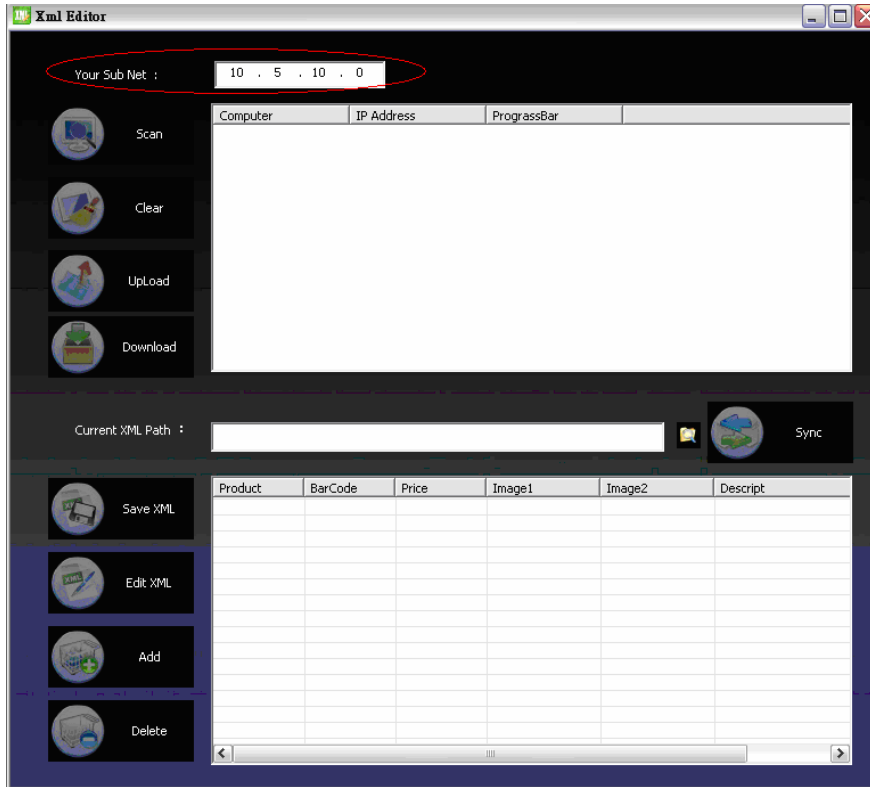 Xml Editor
Your Sub Net : 10 . 5 . 10 . 0
Computer IP Address PrograssBar
Scan
Clear
UpLoad
Download
Current XML Path :
Sync
Product BarCode Price Image1 Image2 Descript
Save XML
Edit XML
Add
Delete